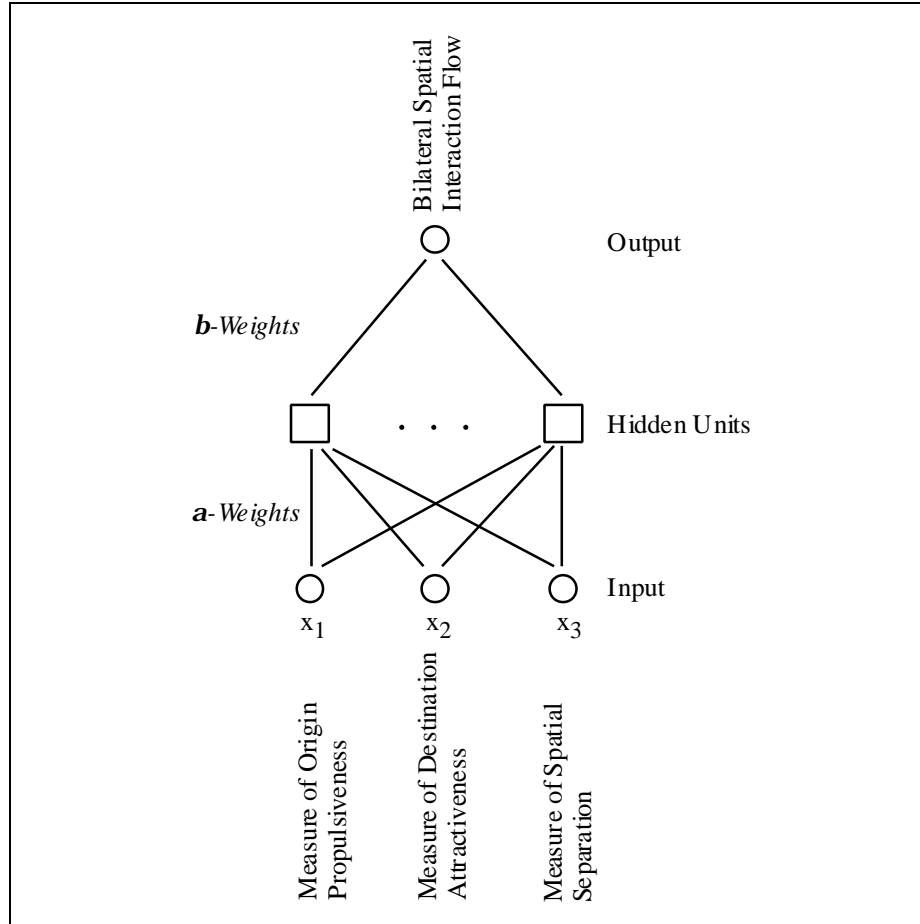 Bilateral Spatial
Interaction Flow
Output
b-Weights
. . .
Hidden Units
a-Weights
Input
x1
x2
x3
Measure of Origin
Propulsiveness
Measure of Destination
Attractiveness
Measure of Spatial
Separation